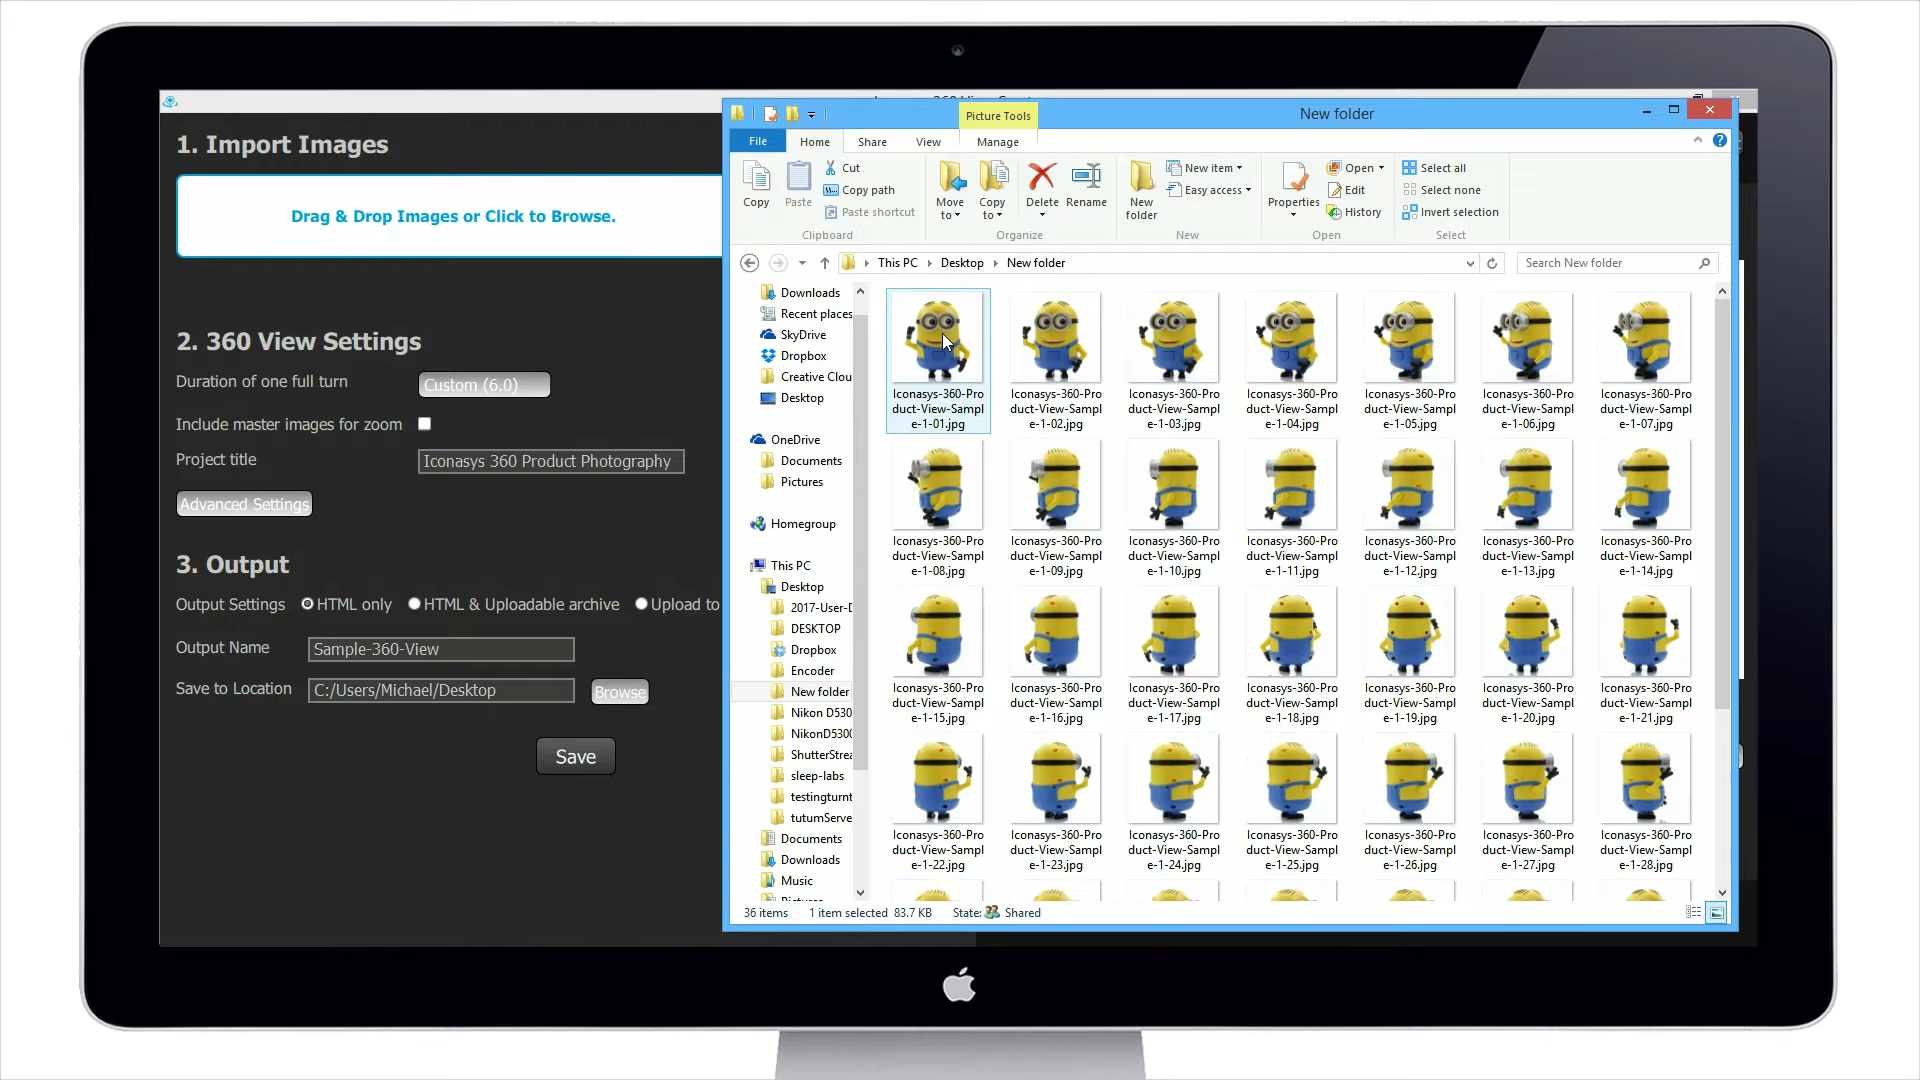 1. Import Images
Drag & Drop Images or Click to Browse.
2. 360 View Settings
Duration of one full turn
Custom (6.0)
Include master images for zoom
Project title
Iconasys 360 Product Photography
Advanced Settings
3. Output
Output Settings
HTML only
HTML & Uploadable archive
Upload to
Output Name
Sample-360-View
Save to Location
C:/Users/Michael/Desktop
Browse
Save
Picture Tools
New folder
File
Home
Share
View
Manage
Copy
Paste
Cut
Copy path
Paste shortcut
Clipboard
Move
to
Copy
to
Delete
Rename
Organize
New
folder
New item
Easy access
New
Properties
Open
Edit
History
Open
Select all
Select none
Invert selection
Select
This PC
Desktop
New folder
Search New folder
Downloads
Recent places
SkyDrive
Dropbox
Creative Clou
Desktop
OneDrive
Documents
Pictures
Homegroup
This PC
Desktop
2017-User-D
DESKTOP
Dropbox
Encoder
New folder
Nikon D530
NikonD5300
ShutterStrea
sleep-labs
testingturnt
tutumServe
Documents
Downloads
Music
Iconasys-360-Pro
duct-View-Sampl
e-1-01.jpg
Iconasys-360-Pro
duct-View-Sampl
e-1-02.jpg
Iconasys-360-Pro
duct-View-Sampl
e-1-03.jpg
Iconasys-360-Pro
duct-View-Sampl
e-1-04.jpg
Iconasys-360-Pro
duct-View-Sampl
e-1-05.jpg
Iconasys-360-Pro
duct-View-Sampl
e-1-06.jpg
Iconasys-360-Pro
duct-View-Sampl
e-1-07.jpg
Iconasys-360-Pro
duct-View-Sampl
e-1-08.jpg
Iconasys-360-Pro
duct-View-Sampl
e-1-09.jpg
Iconasys-360-Pro
duct-View-Sampl
e-1-10.jpg
Iconasys-360-Pro
duct-View-Sampl
e-1-11.jpg
Iconasys-360-Pro
duct-View-Sampl
e-1-12.jpg
Iconasys-360-Pro
duct-View-Sampl
e-1-13.jpg
Iconasys-360-Pro
duct-View-Sampl
e-1-14.jpg
Iconasys-360-Pro
duct-View-Sampl
e-1-15.jpg
Iconasys-360-Pro
duct-View-Sampl
e-1-16.jpg
Iconasys-360-Pro
duct-View-Sampl
e-1-17.jpg
Iconasys-360-Pro
duct-View-Sampl
e-1-18.jpg
Iconasys-360-Pro
duct-View-Sampl
e-1-19.jpg
Iconasys-360-Pro
duct-View-Sampl
e-1-20.jpg
Iconasys-360-Pro
duct-View-Sampl
e-1-21.jpg
Iconasys-360-Pro
duct-View-Sampl
e-1-22.jpg
Iconasys-360-Pro
duct-View-Sampl
e-1-23.jpg
Iconasys-360-Pro
duct-View-Sampl
e-1-24.jpg
Iconasys-360-Pro
duct-View-Sampl
e-1-25.jpg
Iconasys-360-Pro
duct-View-Sampl
e-1-26.jpg
Iconasys-360-Pro
duct-View-Sampl
e-1-27.jpg
Iconasys-360-Pro
duct-View-Sampl
e-1-28.jpg
36 items
1 item selected 83.7 KB
State:
Shared